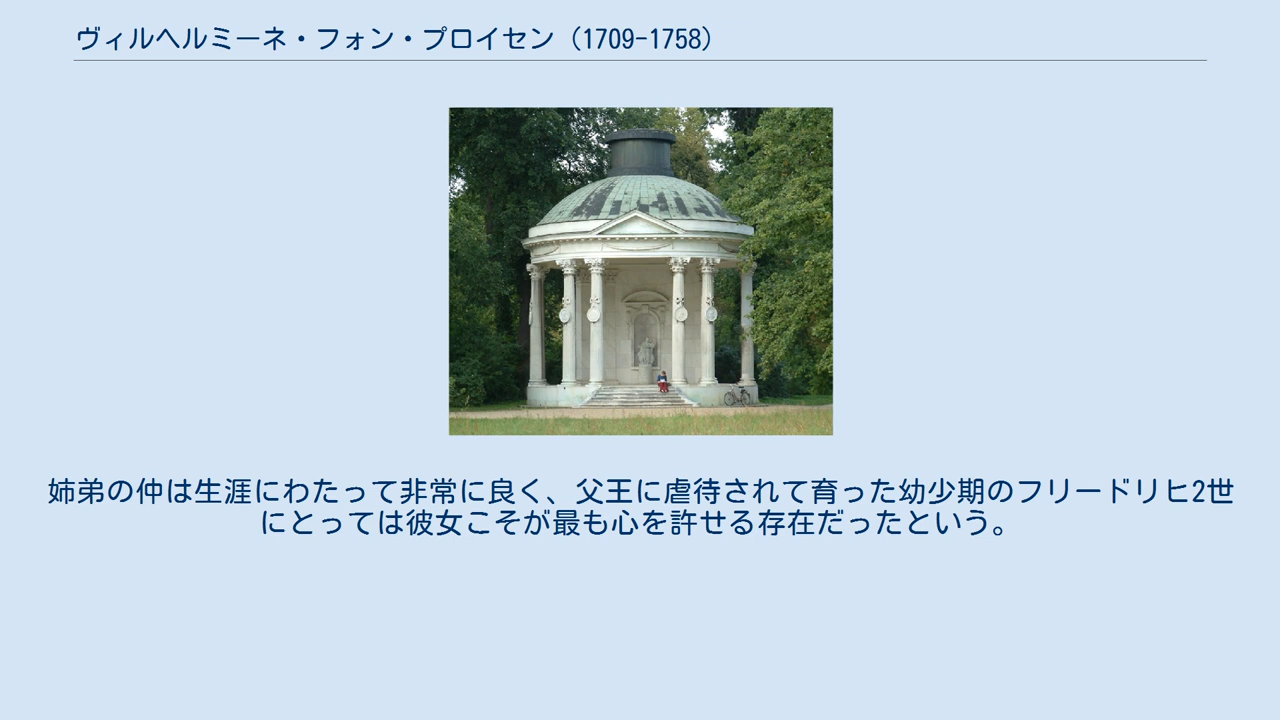 ヴィルヘルミーネ・フォン・プロイセン（1709-1758）
姉弟の仲は生涯にわたって非常に良く、父王に虐待されて育った幼少期のフリードリヒ2世
にとっては彼女こそが最も心を許せる存在だったという。